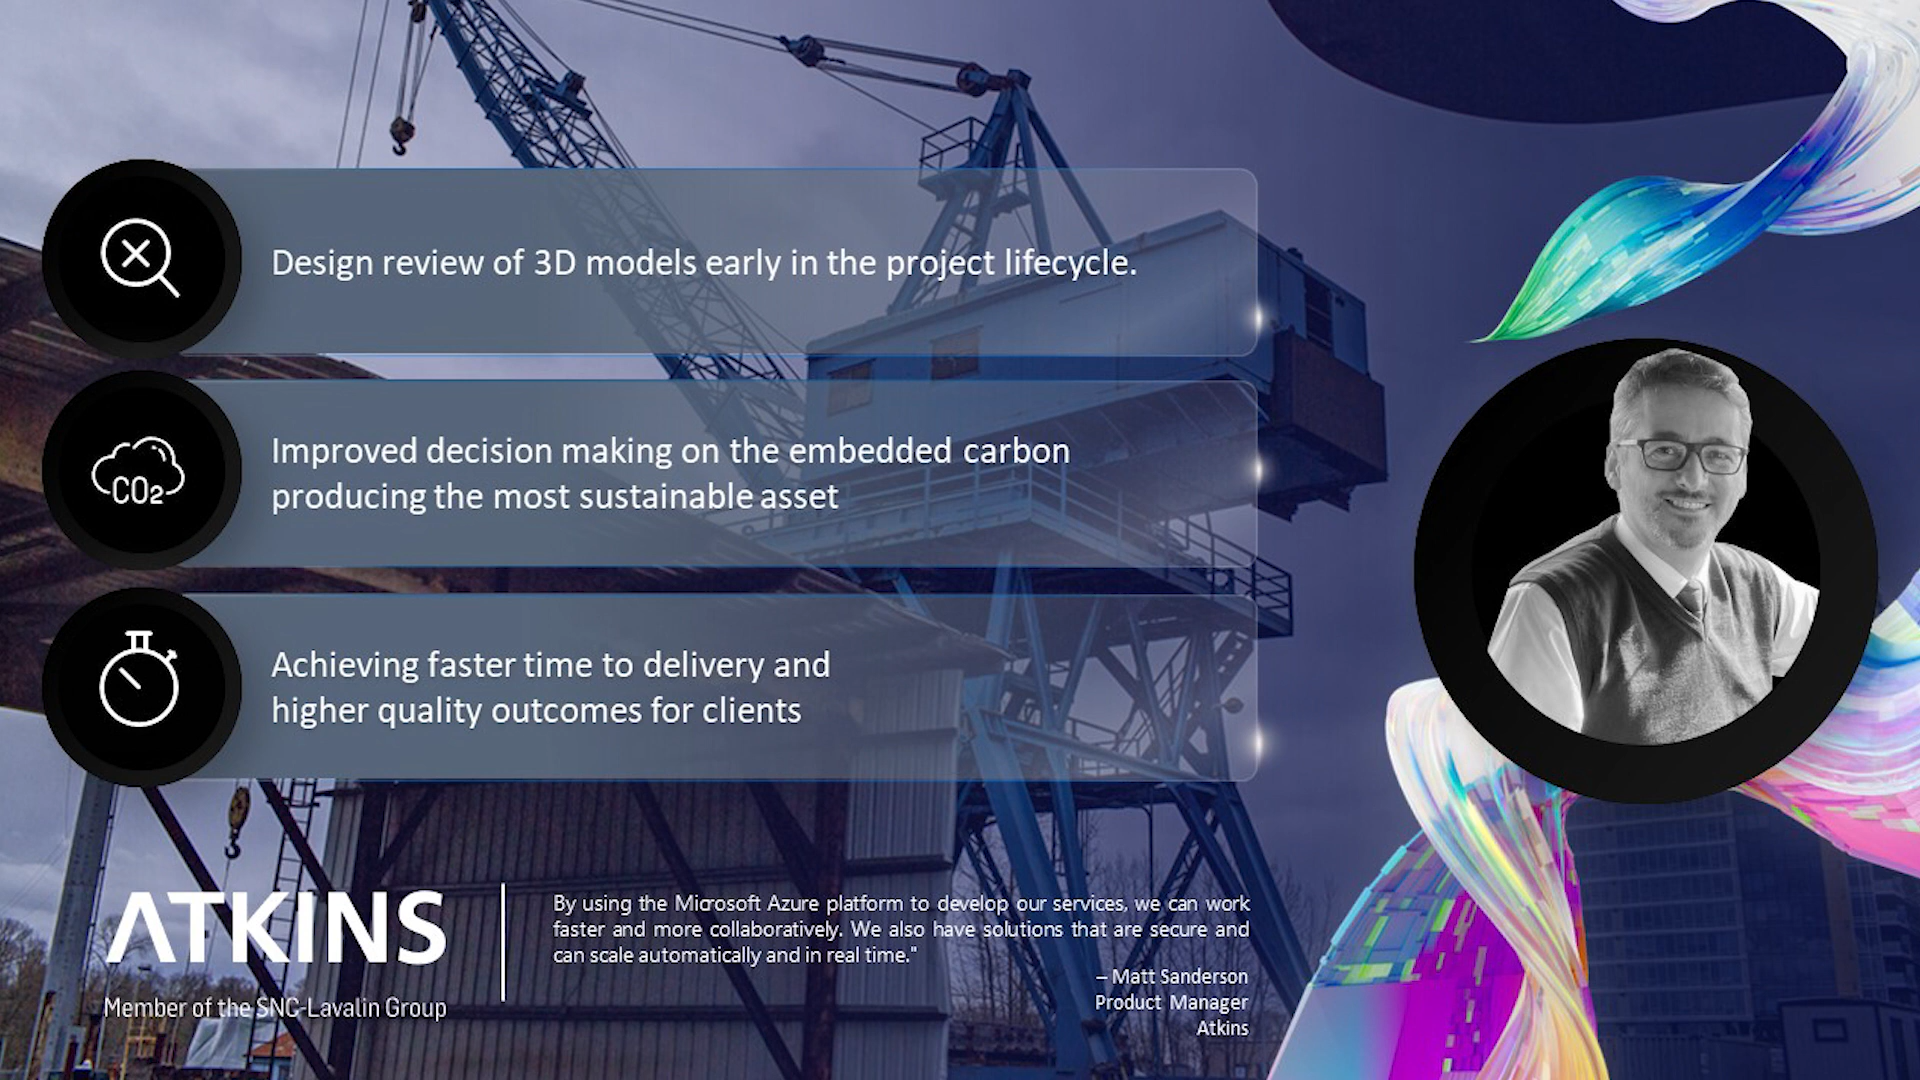 Design review of 3D models early in the project lifecycle.
CO2
Improved decision making on the embedded carbon
producing the most sustainable asset
Achieving faster time to delivery and
higher quality outcomes for clients
ATKINS
Member of the SNC-Lavalin Group
By using the Microsoft Azure platform to develop our services, we can work
faster and more collaboratively. We also have solutions that are secure and
can scale automatically and in real time."
– Matt Sanderson
Product Manager
Atkins